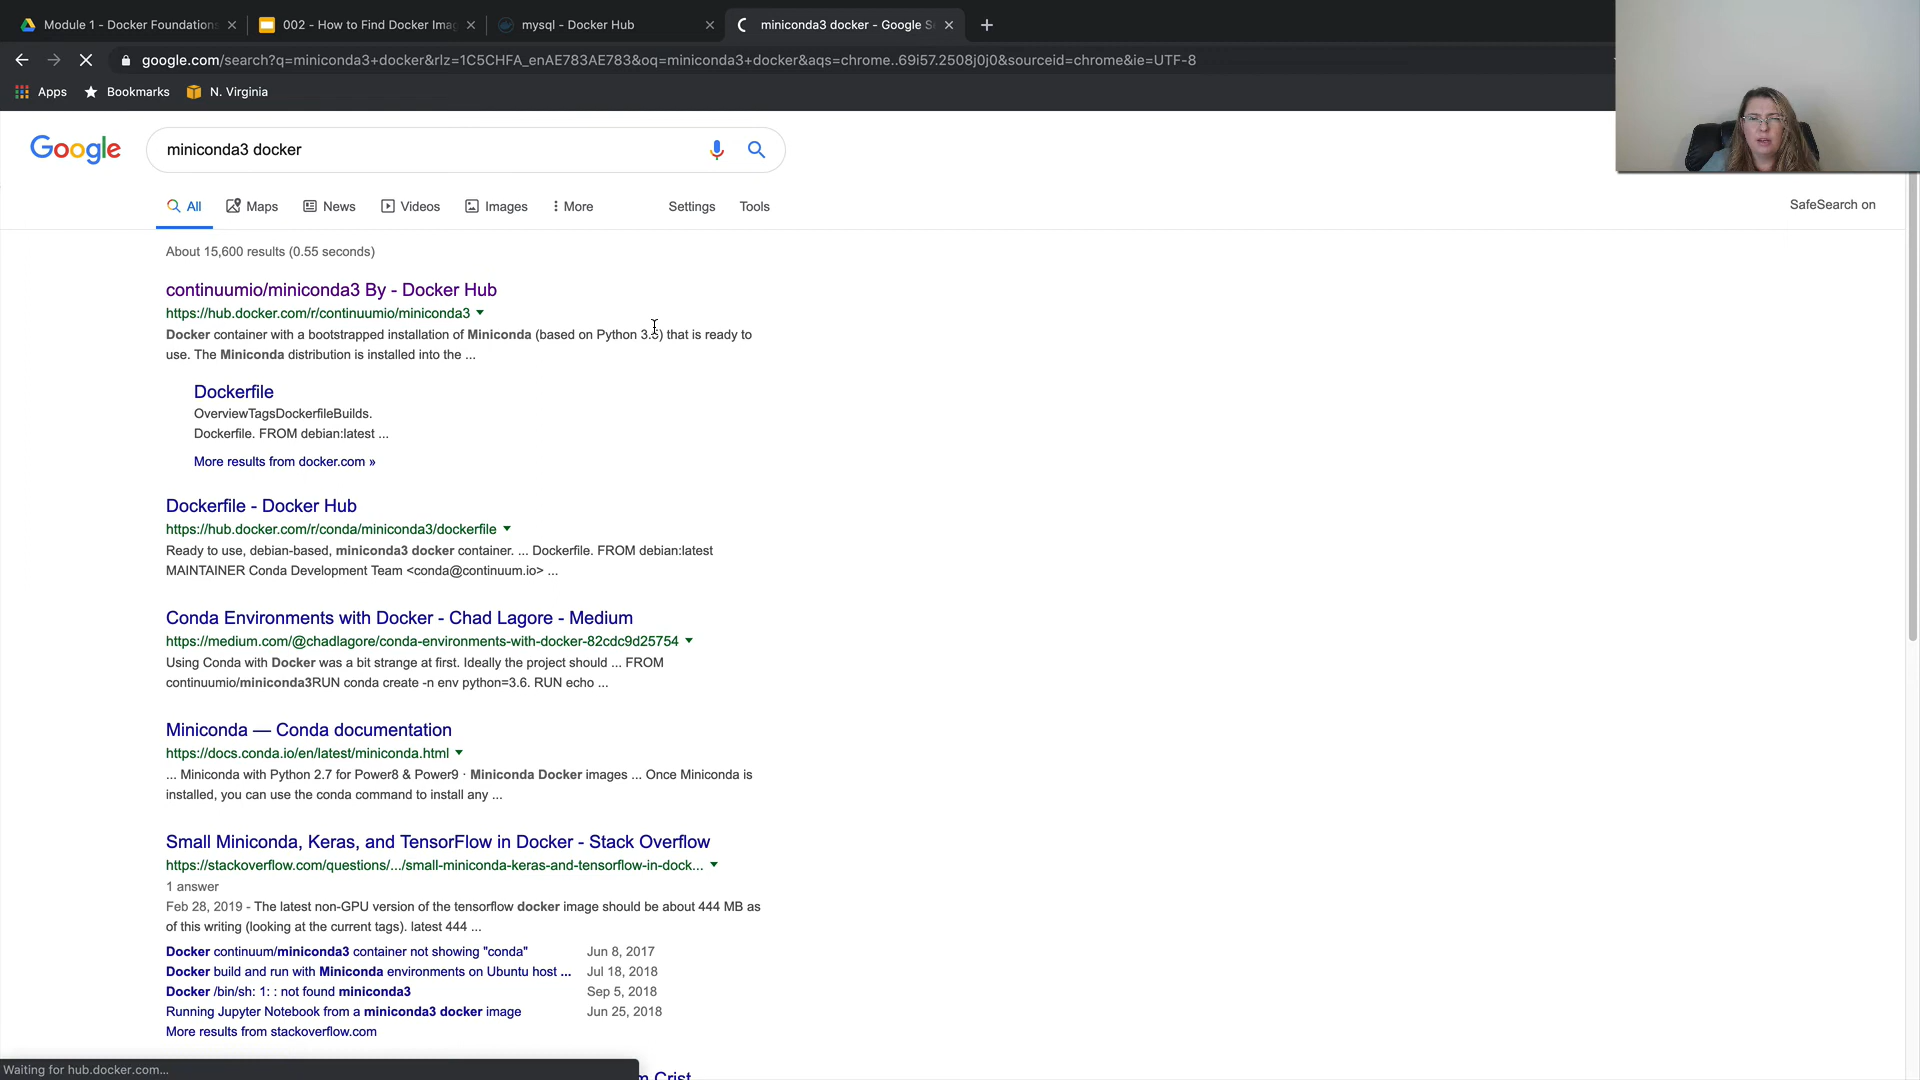 Module 1 - Docker Foundations
002 - How to Find Docker Imag
mysql - Docker Hub
miniconda3 docker - Google S
google.com/search?q=miniconda3+docker&rlz=1C5CHFA_enAE783AE783&oq=miniconda3+docker&aqs=chrome..69i57.2508j0j0&sourceid=chrome&ie=UTF-8
Apps
Bookmarks
N. Virginia
Google
miniconda3 docker
All
Maps
News
Videos
Images
More
Settings
Tools
SafeSearch on
About 15,600 results (0.55 seconds)
continuumio/miniconda3 By - Docker Hub
https://hub.docker.com/r/continuumio/miniconda3
Docker container with a bootstrapped installation of Miniconda (based on Python 3.5) that is ready to
use. The Miniconda distribution is installed into the ...
Dockerfile
OverviewTagsDockerfileBuilds.
Dockerfile. FROM debian:latest ...
More results from docker.com »
Dockerfile - Docker Hub
https://hub.docker.com/r/conda/miniconda3/dockerfile
Ready to use, debian-based, miniconda3 docker container. ... Dockerfile. FROM debian:latest
MAINTAINER Conda Development Team <conda@continuum.io> ...
Conda Environments with Docker - Chad Lagore - Medium
https://medium.com/@chadlagore/conda-environments-with-docker-82cdc9d25754
Using Conda with Docker was a bit strange at first. Ideally the project should ... FROM
continuumio/miniconda3RUN conda create -n env python=3.6. RUN echo ...
Miniconda — Conda documentation
https://docs.conda.io/en/latest/miniconda.html
... Miniconda with Python 2.7 for Power8 & Power9 · Miniconda Docker images ... Once Miniconda is
installed, you can use the conda command to install any ...
Small Miniconda, Keras, and TensorFlow in Docker - Stack Overflow
https://stackoverflow.com/questions/.../small-miniconda-keras-and-tensorflow-in-dock...
1 answer
Feb 28, 2019 - The latest non-GPU version of the tensorflow docker image should be about 444 MB as
of this writing (looking at the current tags). latest 444 ...
Docker continuum/miniconda3 container not showing "conda" Jun 8, 2017
Docker build and run with Miniconda environments on Ubuntu host ... Jul 18, 2018
Docker /bin/sh: 1: : not found miniconda3 Sep 5, 2018
Running Jupyter Notebook from a miniconda3 docker image Jun 25, 2018
More results from stackoverflow.com
Waiting for hub.docker.com...